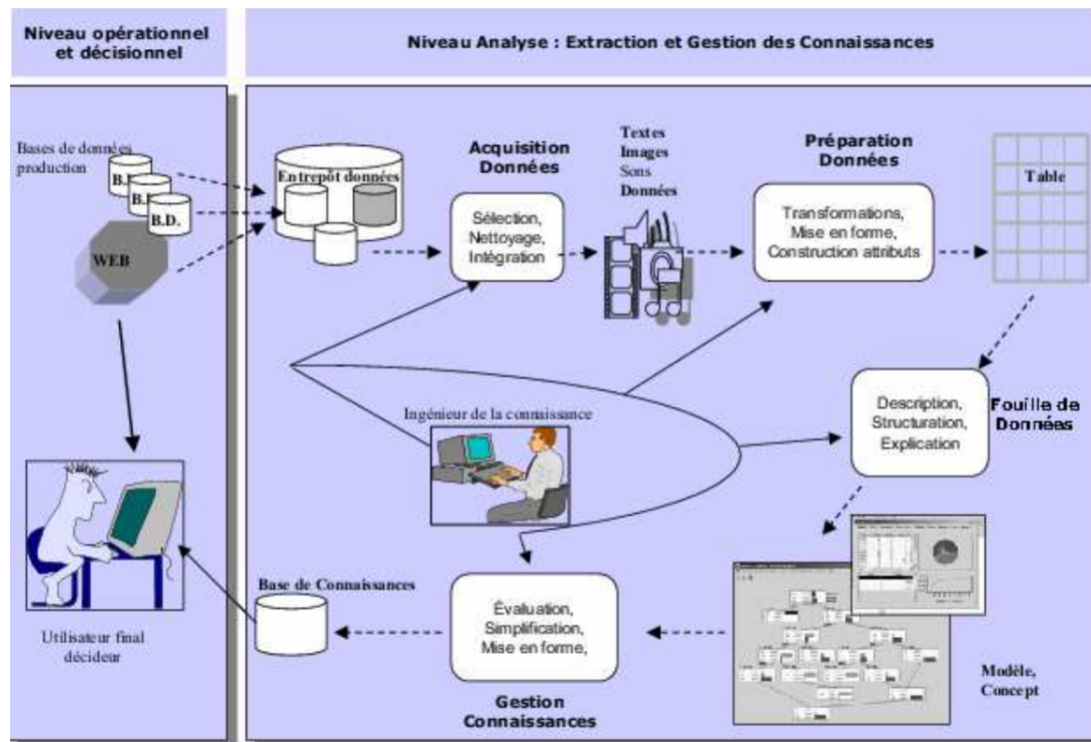 Niveau opérationnel
et décisionnel
Niveau Analyse : Extraction et Gestion des Connaissances
Bases de données
production
B.
B.
B.D.
WEB
Entrepôt données
Acquisition
Données
Sélection,
Nettoyage,
Intégration
Textes
Images
Sons
Données
Préparation
Données
Transformations,
Mise en forme,
Construction attributs
Table
Ingénieur de la connaissance
Description,
Structuration,
Explication
Fouille de
Données
Utilisateur final
décideur
Base de Connaissances
Évaluation,
Simplification,
Mise en forme,
Gestion
Connaissances
Modèle,
Concept